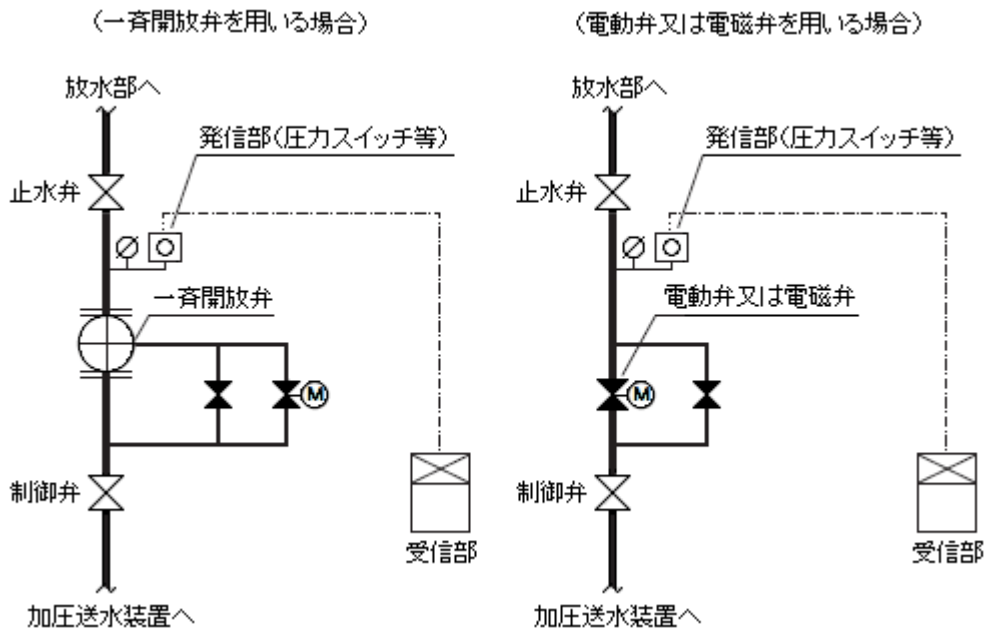 (一斉開放弁を用いる場合)
放水部へ
発信部(圧力スイッチ等)
止水弁
一斉開放弁
M
制御弁
受信部
加圧送水装置へ
(電動弁又は電磁弁を用いる場合)
放水部へ
発信部(圧力スイッチ等)
止水弁
電動弁又は電磁弁
M
制御弁
受信部
加圧送水装置へ